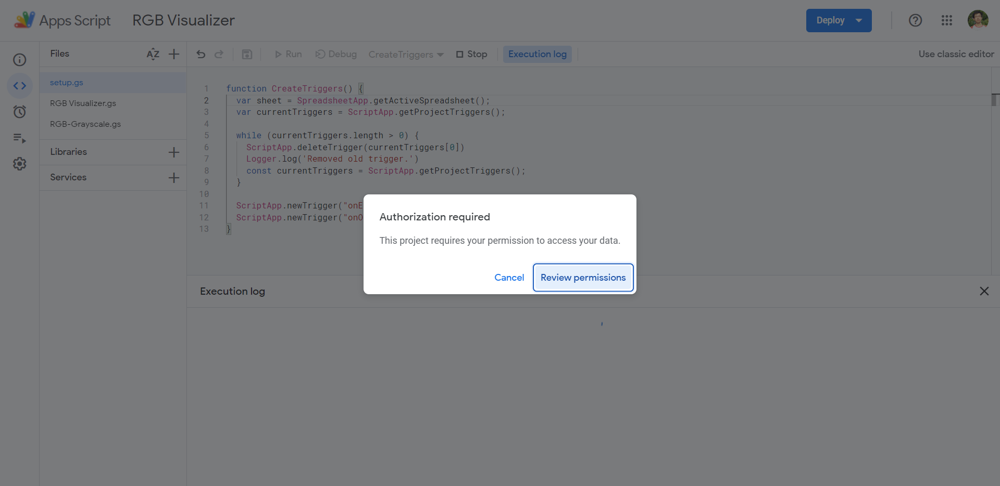 Apps Script
RGB Visualizer
Deploy
Files
AZ
Run
Debug
CreateTriggers
Stop
Execution log
Use classic editor
setup.gs
RGB Visualizer.gs
RGB-Grayscale.gs
Libraries
Services
1 function CreateTriggers() {
2 var sheet = SpreadsheetApp.getActiveSpreadsheet();
3 var currentTriggers = ScriptApp.getProjectTriggers();
4
5 while (currentTriggers.length > 0) {
6 ScriptApp.deleteTrigger(currentTriggers[0])
7 Logger.log('Removed old trigger.')
8 const currentTriggers = ScriptApp.getProjectTriggers();
9 }
10
11 ScriptApp.newTrigger("onE
12 ScriptApp.newTrigger("onO
13 }
Authorization required
This project requires your permission to access your data.
Cancel
Review permissions
Execution log